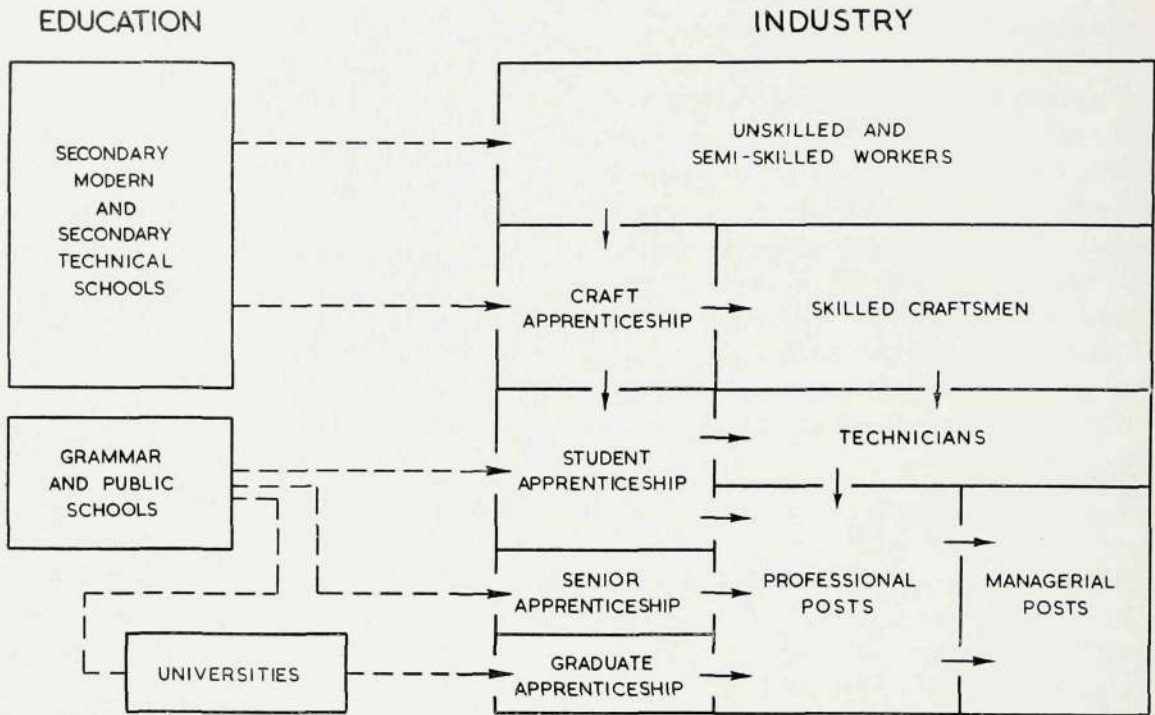 EDUCATION
INDUSTRY
SECONDARY
MODERN
AND
SECONDARY
TECHNICAL
SCHOOLS
UNSKILLED AND
SEMI-SKILLED WORKERS
CRAFT
APPRENTICESHIP
SKILLED CRAFTSMEN
GRAMMAR
AND PUBLIC
SCHOOLS
STUDENT
APPRENTICESHIP
TECHNICIANS
SENIOR
APPRENTICESHIP
PROFESSIONAL
POSTS
MANAGERIAL
POSTS
UNIVERSITIES
GRADUATE
APPRENTICESHIP